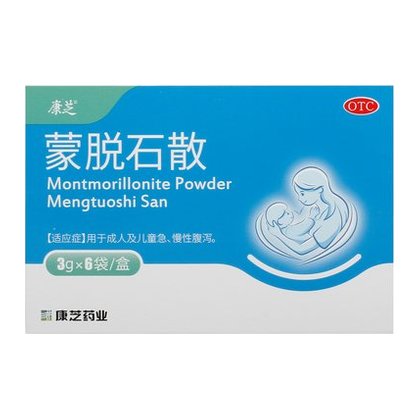 康芝®
OTC
蒙脱石散
Montmorillonite Powder
Mengtuoshi San
【适应症】用于成人及儿童急、慢性腹泻。
3g×6袋/盒
康芝药业